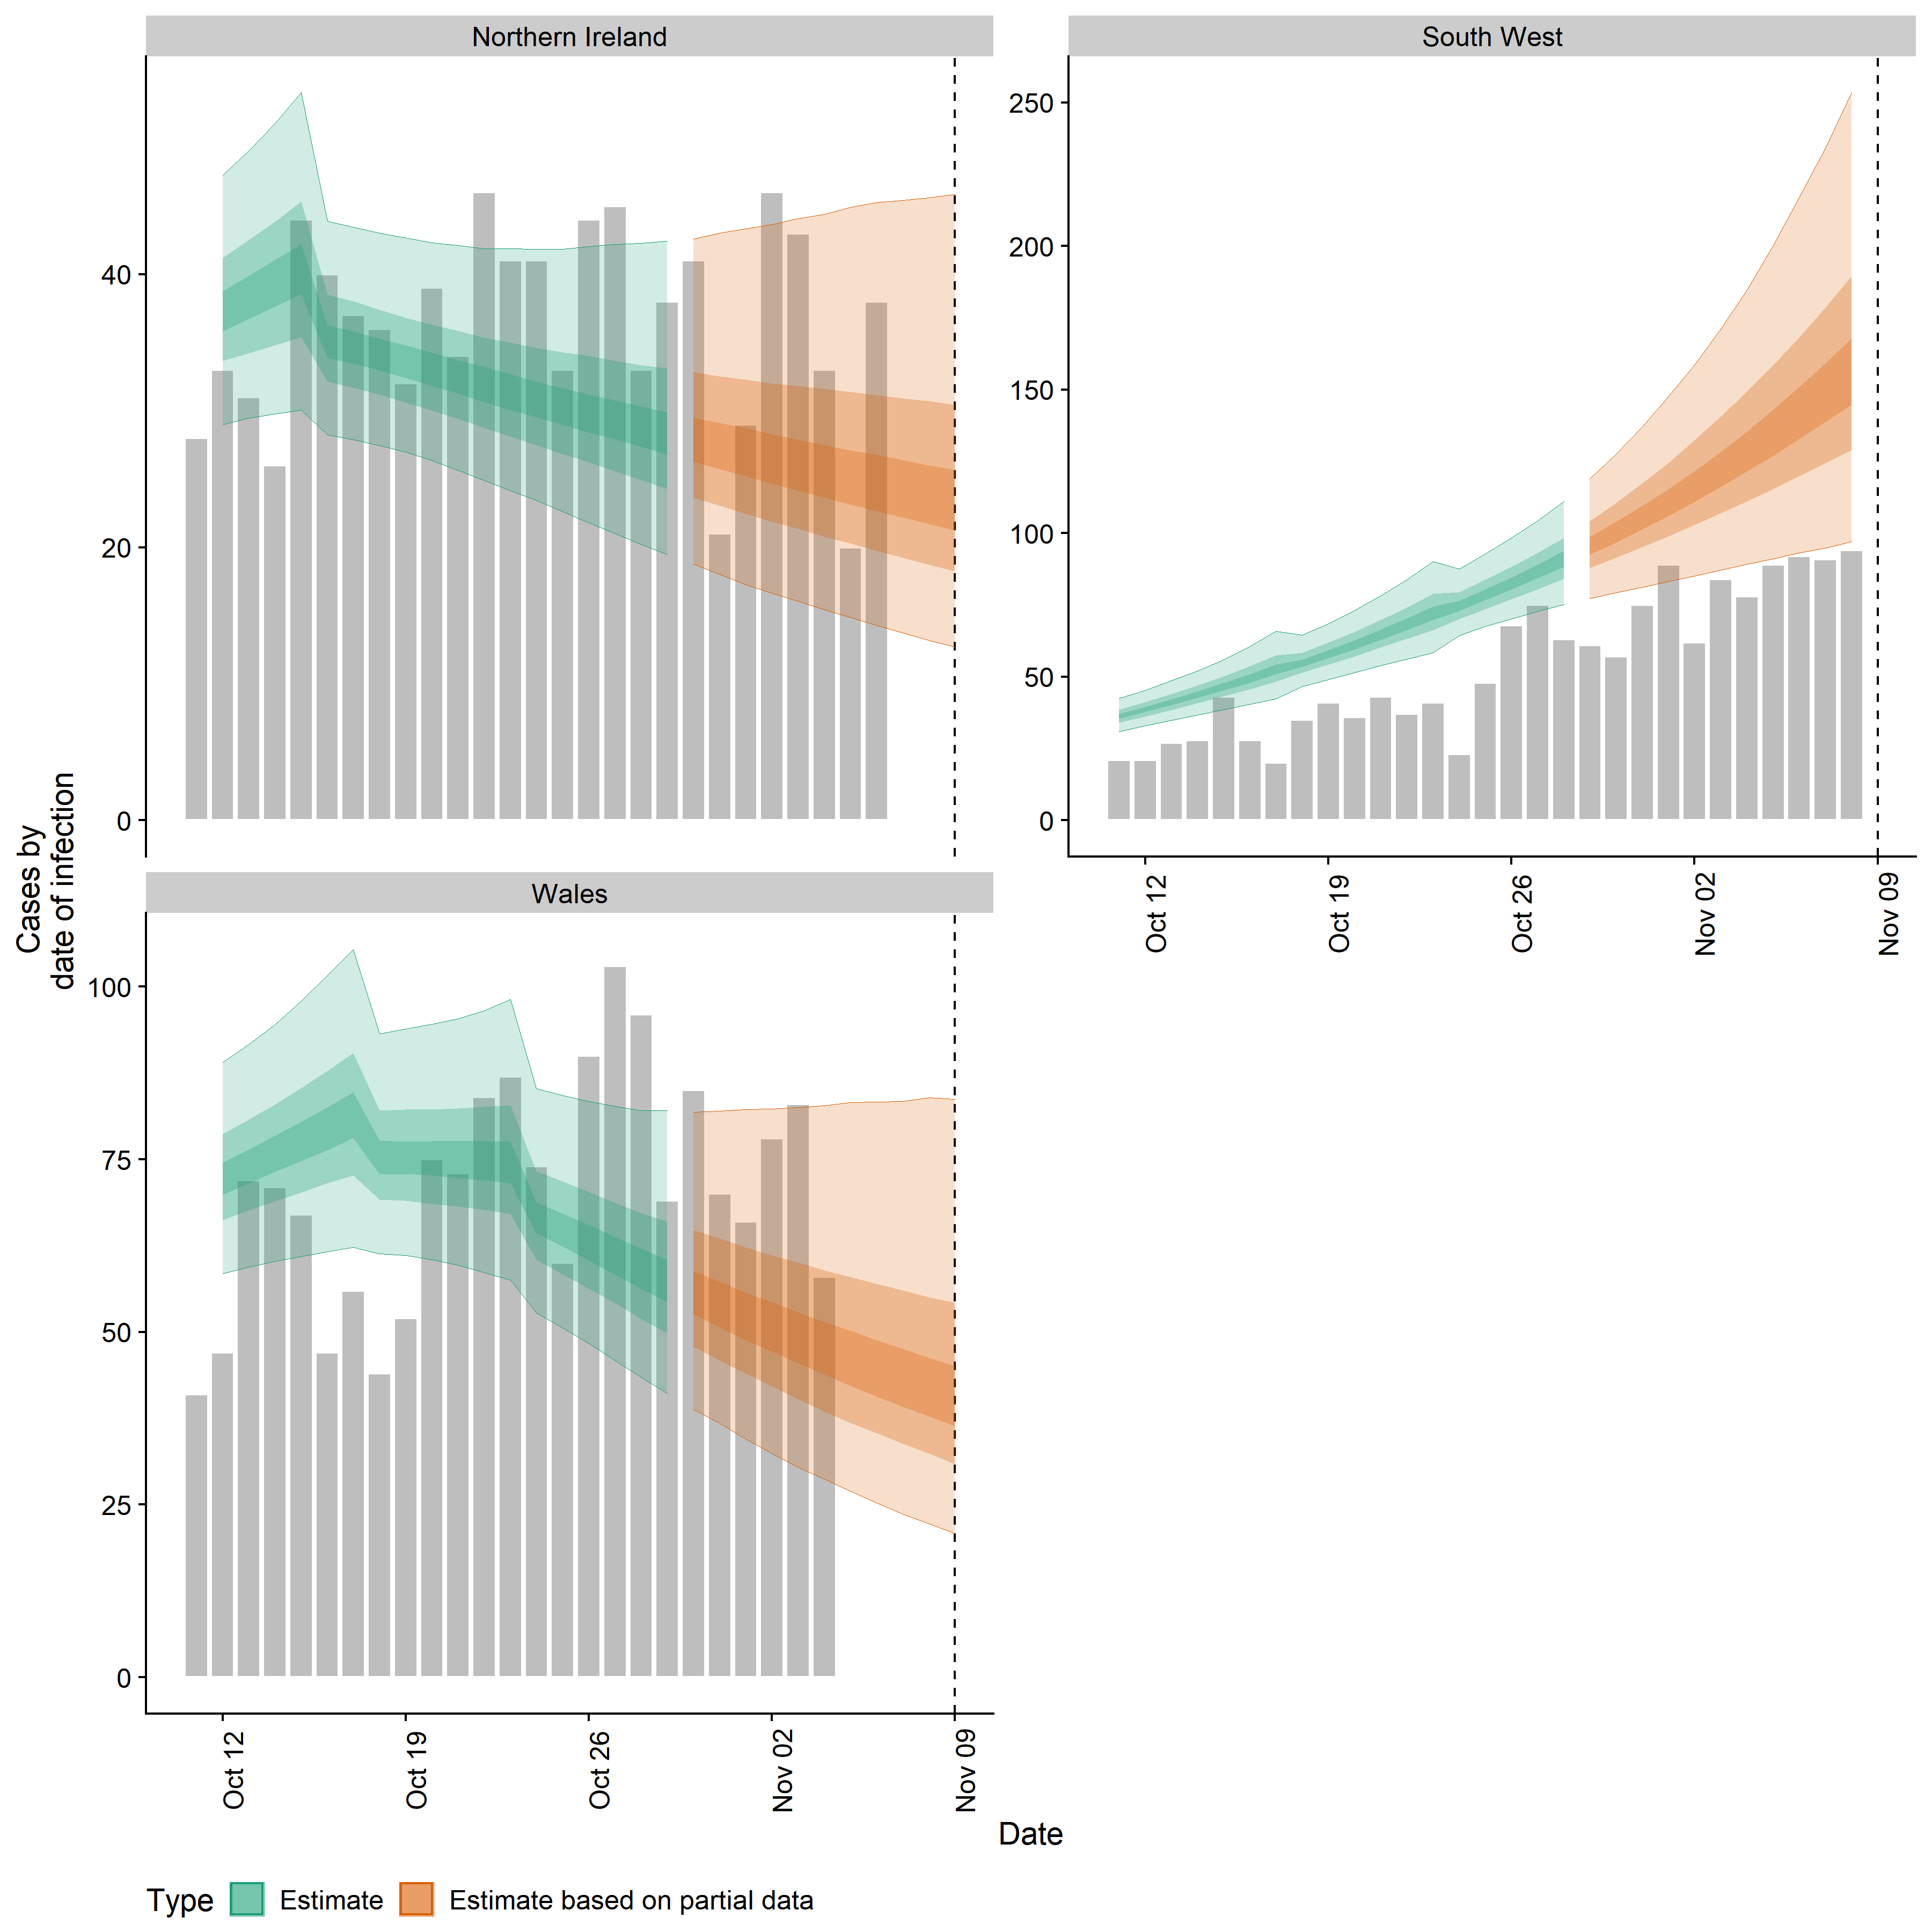 Northern Ireland
South West
40
20
0
250
200
150
100
50
0
Oct 12
Oct 19
Oct 26
Nov 02
Nov 09
Cases by
date of infection
Wales
100
75
50
25
0
Oct 12
Oct 19
Oct 26
Nov 02
Nov 09
Date
Type Estimate Estimate based on partial data